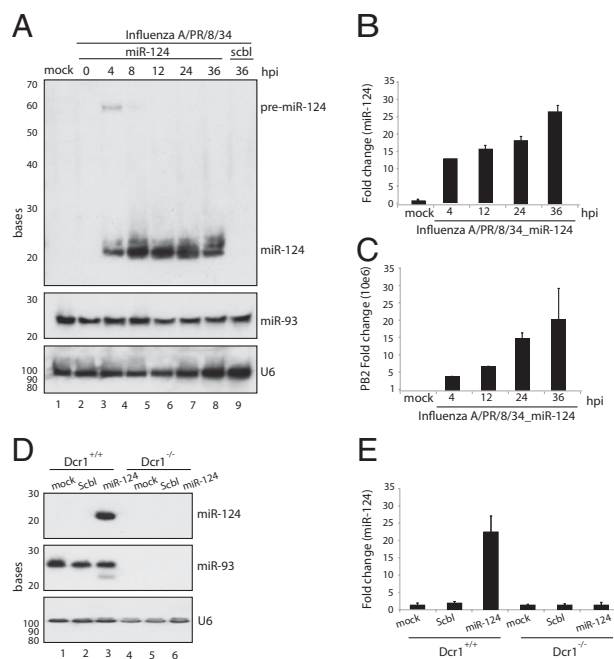 A
Influenza A/PR/8/34
miR-124
scbl
mock 0 4 8 12 24 36 36 hpi
70
60
50
40
30
20
bases
pre-miR-124
miR-124
30
20
miR-93
100
90
80
U6
1 2 3 4 5 6 7 8 9
B
Fold change (miR-124)
35
30
25
20
15
10
5
0
mock 4 12 24 36 hpi
Influenza A/PR/8/34_miR-124
C
PB2 Fold change (10e6)
35
30
25
20
15
10
5
1
mock 4 12 24 36 hpi
Influenza A/PR/8/34_miR-124
D
Dcr1+/+ Dcr1-/-
mock Scbl miR-124 mock Scbl miR-124
30
20
miR-124
30
20
bases
miR-93
100
90
80
U6
1 2 3 4 5 6
E
Fold change (miR-124)
35
30
25
20
15
10
5
0
mock Scbl miR-124 mock Scbl miR-124
Dcr1+/+ Dcr1-/-